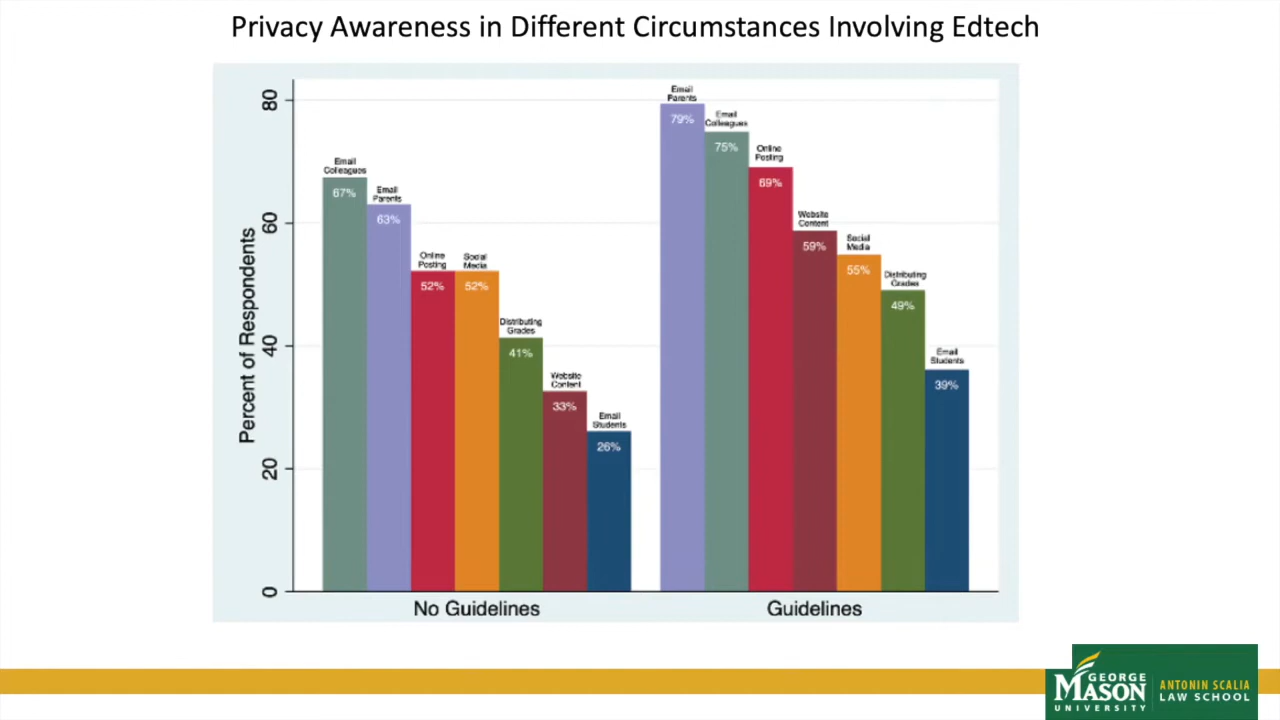 Privacy Awareness in Different Circumstances Involving Edtech
Percent of Respondents
80
60
40
20
0
Email
Colleagues
67%
Email
Parents
63%
Online
Posting
52%
Social
Media
52%
Distributing
Grades
41%
Website
Content
33%
Email
Students
26%
No Guidelines
Email
Parents
79%
Email
Colleagues
75%
Online
Posting
69%
Website
Content
59%
Social
Media
55%
Distributing
Grades
49%
Email
Students
39%
Guidelines
GEORGE
MASON
UNIVERSITY
ANTONIN SCALIA
LAW SCHOOL